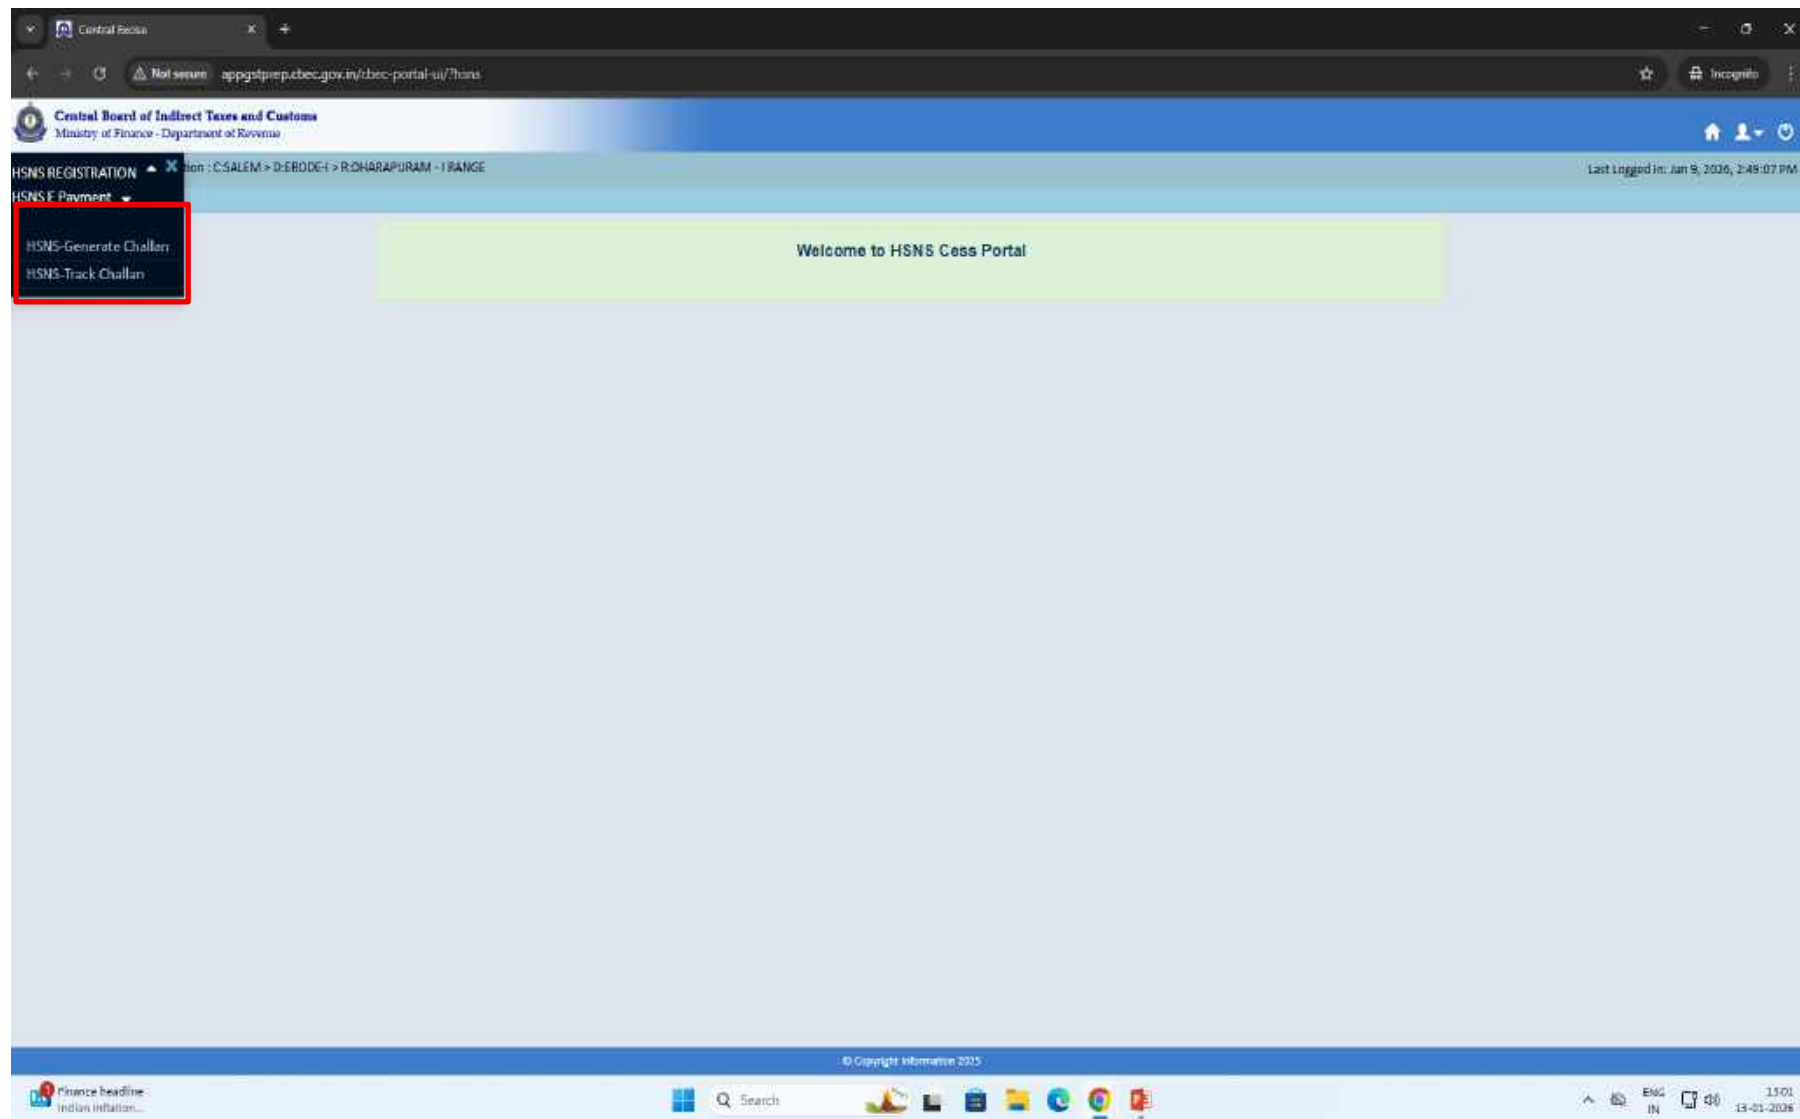 Central Excise
Not secure appgstprep.cbec.gov.in/cbec-portal-ui/?hsns
Incognito
Central Board of Indirect Taxes and Customs
Ministry of Finance - Department of Revenue
HSNS REGISTRATION
tion : C:SALEM > D:ERODE-I > R:DHARAPURAM - I RANGE
Last Logged in: Jan 9, 2026, 2:49:07 PM
HSNS E Payment
HSNS-Generate Challan
HSNS-Track Challan
Welcome to HSNS Cess Portal
© Copyright Information 2025
1
Finance headline
Indian inflation...
Search
ENG
IN
15:01
13-01-2026